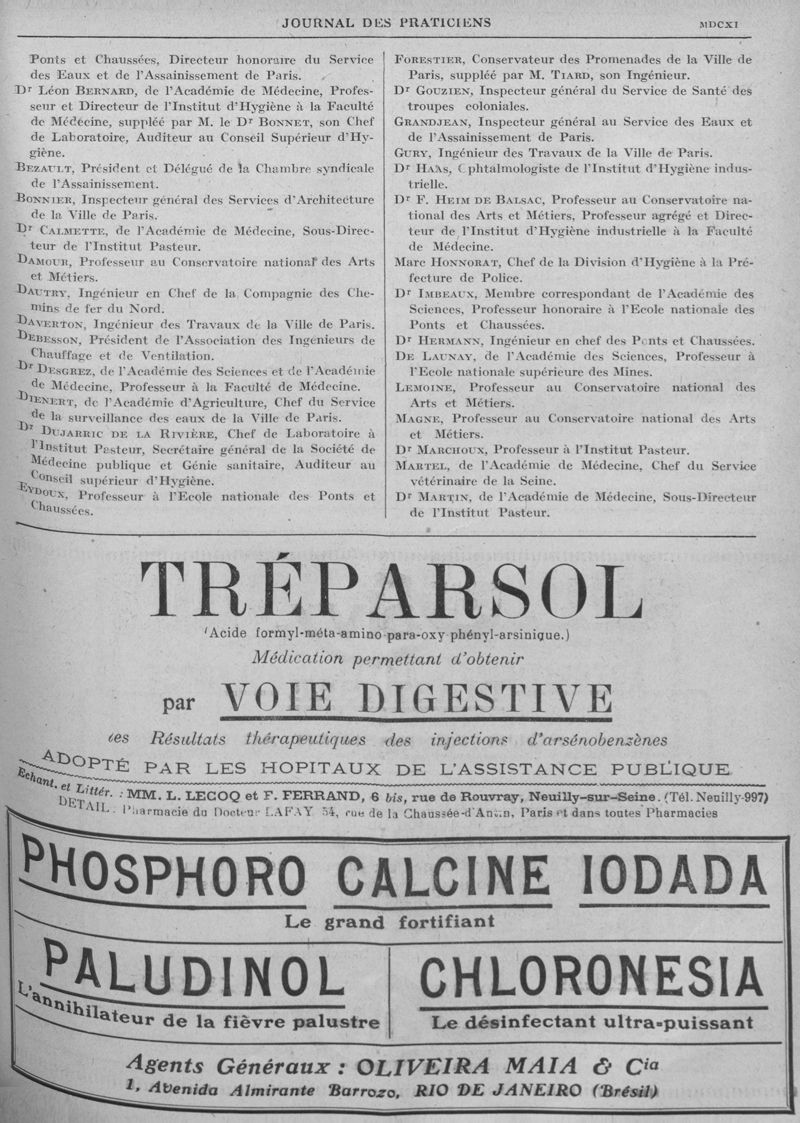 JOURNAL DES PRATICIENS
MDCXI
Ponts et Chaussées, Directeur honoraire du Service
des Eaux et de l'Assainissement de Paris.
Dr Léon BERNARD, de l'Académie de Médecine, Profes-
seur et Directeur de l'Institut d'Hygiène à la Faculté
de Médecine, suppléé par M. le Dr BONNET, son Chef
de Laboratoire, Auditeur au Conseil Supérieur d'Hy-
giène.
BEZAULT, Président et Délégué de la Chambre syndicale
de l'Assainissement.
BONNIER, Inspecteur général des Services d'Architecture
de la Ville de Paris.
Dr CALMETTE, de l'Académie de Médecine, Sous-Direc-
teur de l'Institut Pasteur.
DAMOUR, Professeur au Conservatoire national des Arts
et Métiers.
DAUTRY, Ingénieur en Chef de la Compagnie des Che-
mins de fer du Nord.
DAVERTON, Ingénieur des Travaux de la Ville de Paris.
DEBESSON, Président de l'Association des Ingénieurs de
Chauffage et de Ventilation.
Dr DESGREZ, de l'Académie des Sciences et de l'Académie
de Médecine, Professeur à la Faculté de Médecine.
DIENERT, de l'Académie d'Agriculture, Chef du Service
de la surveillance des eaux de la Ville de Paris.
Dr DUJARRIC DE LA RIVIÈRE, Chef de Laboratoire à
l'Institut Pasteur, Secrétaire général de la Société de
Médecine publique et Génie sanitaire, Auditeur au
Conseil supérieur d'Hygiène.
EYDOUX, Professeur à l'Ecole nationale des Ponts et
Chaussées.
FORESTIER, Conservateur des Promenades de la Ville de
Paris, suppléé par M. TIARD, son Ingénieur.
Dr GOUZIEN, Inspecteur général du Service de Santé des
troupes coloniales.
GRANDJEAN, Inspecteur général au Service des Eaux et
de l'Assainissement de Paris.
GURY, Ingénieur des Travaux de la Ville de Paris.
Dr HAAS, Ophtalmologiste de l'Institut d'Hygiène indus-
trielle.
Dr F. HEIM DE BALSAC, Professeur au Conservatoire na-
tional des Arts et Métiers, Professeur agrégé et Direc-
teur de l'Institut d'Hygiène industrielle à la Faculté
de Médecine.
Marc HONNORAT, Chef de la Division d'Hygiène à la Pré-
fecture de Police.
Dr IMBEAUX, Membre correspondant de l'Académie des
Sciences, Professeur honoraire à l'Ecole nationale des
Ponts et Chaussées.
Dr HERMANN, Ingénieur en chef des Ponts et Chaussées.
DE LAUNAY, de l'Académie des Sciences, Professeur à
l'Ecole nationale supérieure des Mines.
LEMOINE, Professeur au Conservatoire national des
Arts et Métiers.
MAGNE, Professeur au Conservatoire national des Arts
et Métiers.
Dr MARCHOUX, Professeur à l'Institut Pasteur.
MARTEL, de l'Académie de Médecine, Chef du Service
vétérinaire de la Seine.
Dr MARTIN, de l'Académie de Médecine, Sous-Directeur
de l'Institut Pasteur.
TRÉPARSOL
(Acide formyl-méta-amino-para-oxy-phényl-arsinique.)
Médication permettant d'obtenir
par VOIE DIGESTIVE
les Résultats thérapeutiques des injections d'arsénobenzènes
ADOPTÉ PAR LES HOPITAUX DE L'ASSISTANCE PUBLIQUE
Echant. et Littér. : MM. L. LECOQ et F. FERRAND, 6 bis, rue de Rouvray, Neuilly-sur-Seine. (Tél. Neuilly-997)
DETAIL : Pharmacie du Docteur LAFAY 54, rue de la Chaussée-d'Antin, Paris et dans toutes Pharmacies
PHOSPHORO CALCINE IODADA
Le grand fortifiant
PALUDINOL
L'annihilateur de la fièvre palustre
CHLORONESIA
Le désinfectant ultra-puissant
Agents Généraux : OLIVEIRA MAIA & Cia
1, Avenida Almirante Barrozo, RIO DE JANEIRO (Brésil)